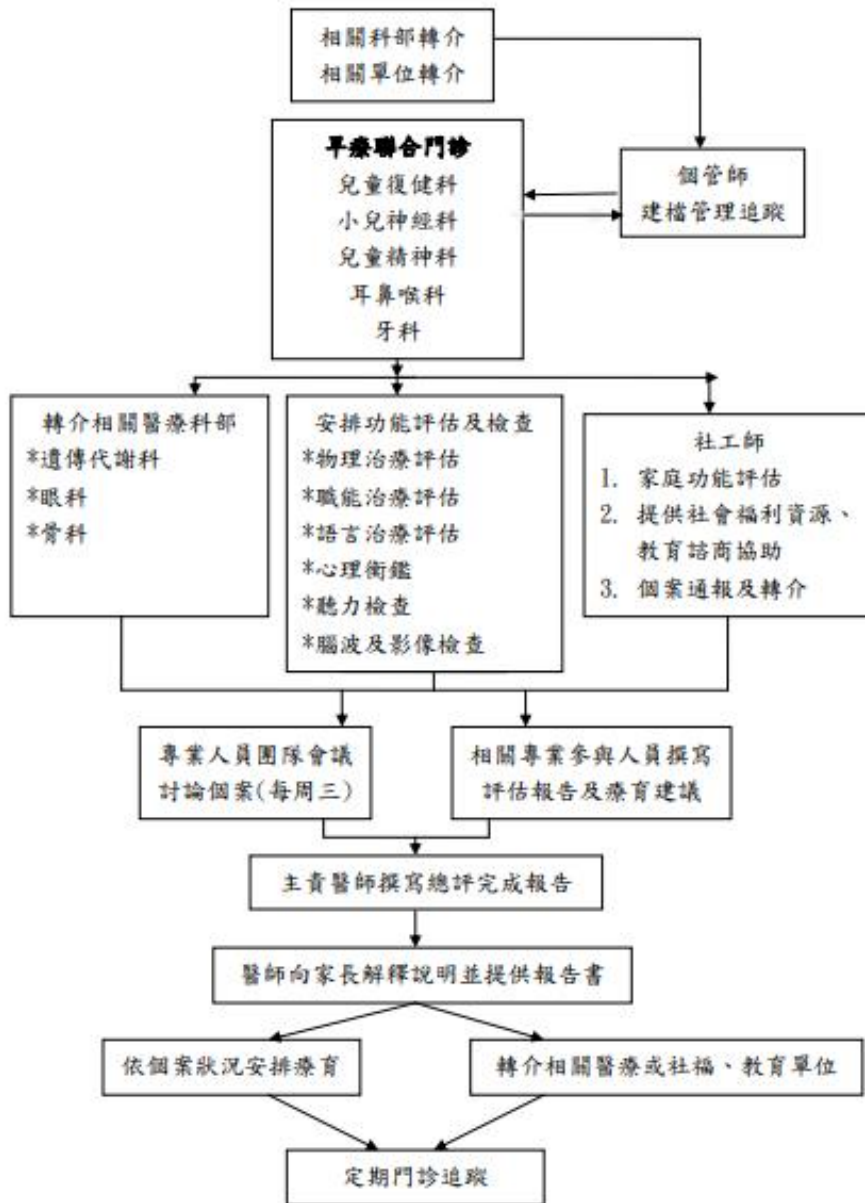 相關科部轉介
相關單位轉介
早療聯合門診
兒童復健科
小兒神經科
兒童精神科
耳鼻喉科
牙科
個管師
建檔管理追蹤
轉介相關醫療科部
*遺傳代謝科
*眼科
*骨科
安排功能評估及檢查
*物理治療評估
*職能治療評估
*語言治療評估
*心理衡鑑
*聽力檢查
*腦波及影像檢查
社工師
1. 家庭功能評估
2. 提供社會福利資源、
教育諮商協助
3. 個案通報及轉介
專業人員團隊會議
討論個案(每周三)
相關專業參與人員撰寫
評估報告及療育建議
主責醫師撰寫總評完成報告
醫師向家長解釋說明並提供報告書
依個案狀況安排療育
轉介相關醫療或社福、教育單位
定期門診追蹤